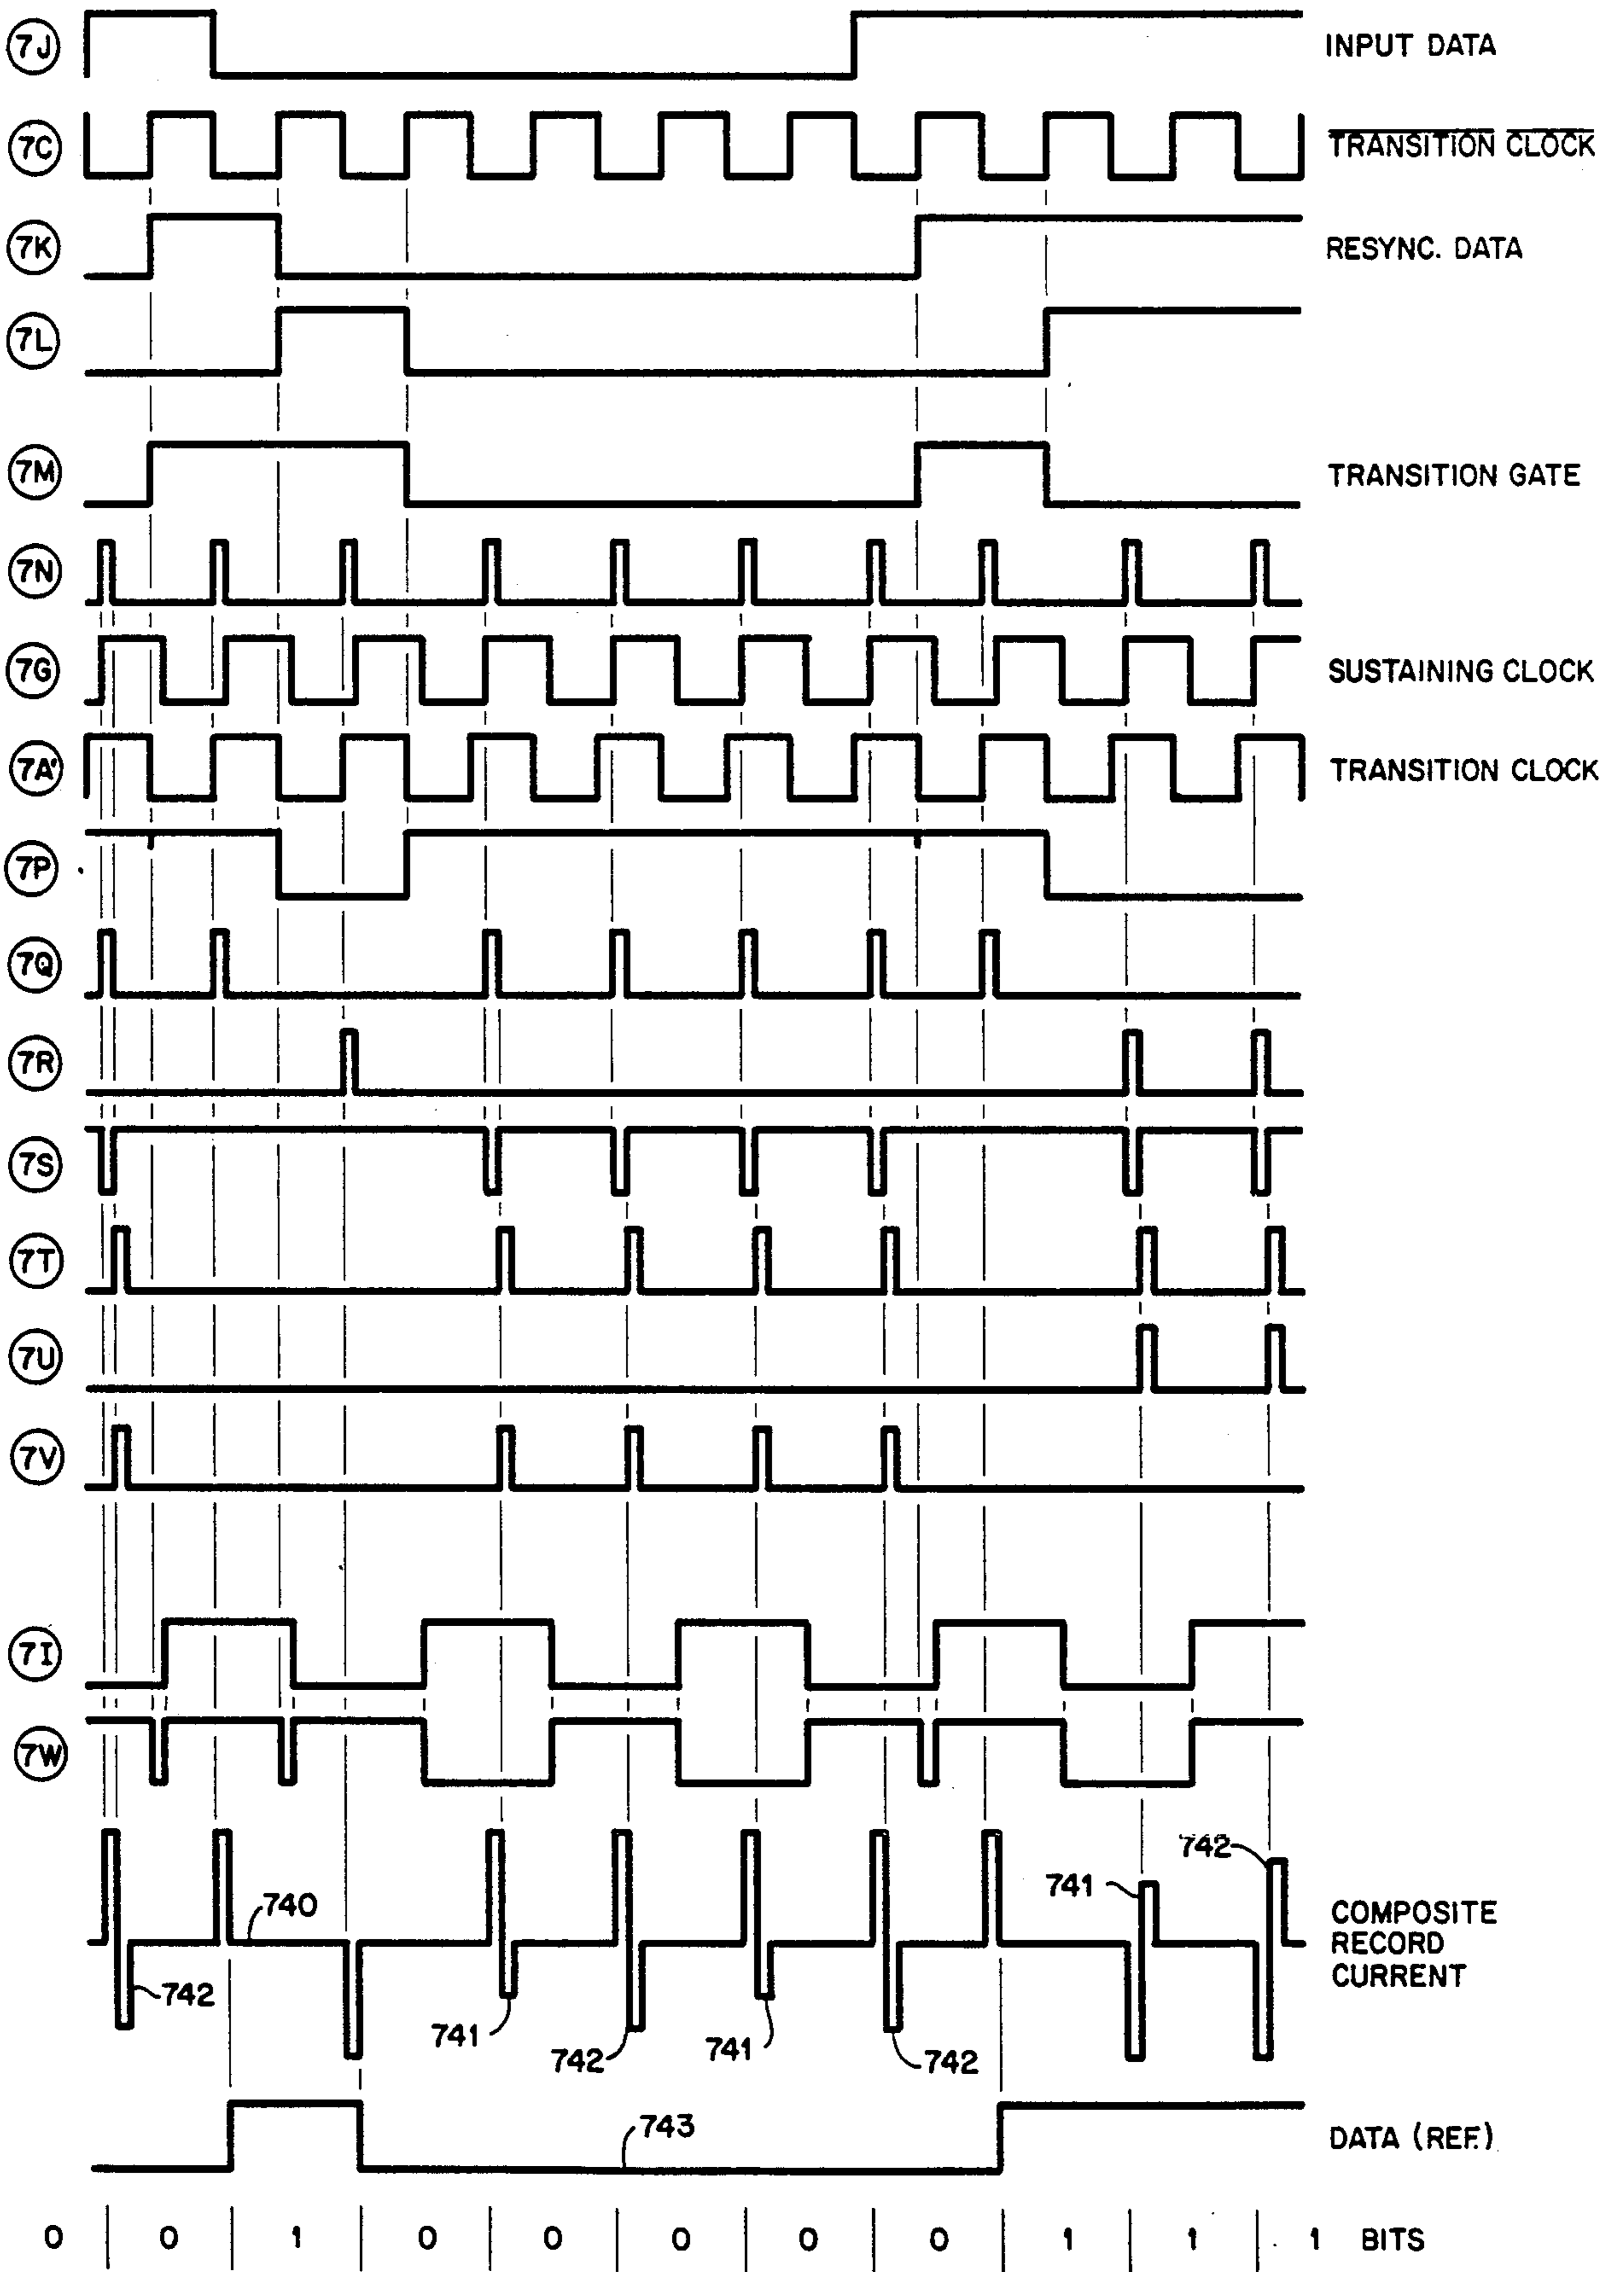 7J INPUT DATA
7C TRANSITION CLOCK
7K RESYNC. DATA
7L
7M TRANSITION GATE
7N
7G SUSTAINING CLOCK
7A' TRANSITION CLOCK
7P
7Q
7R
7S
7T
7U
7V
7I
7W
742
741
740
COMPOSITE
RECORD
CURRENT
742
741
742
741
742
743
DATA (REF.)
0 0 1 0 0 0 0 0 1 1 1 BITS